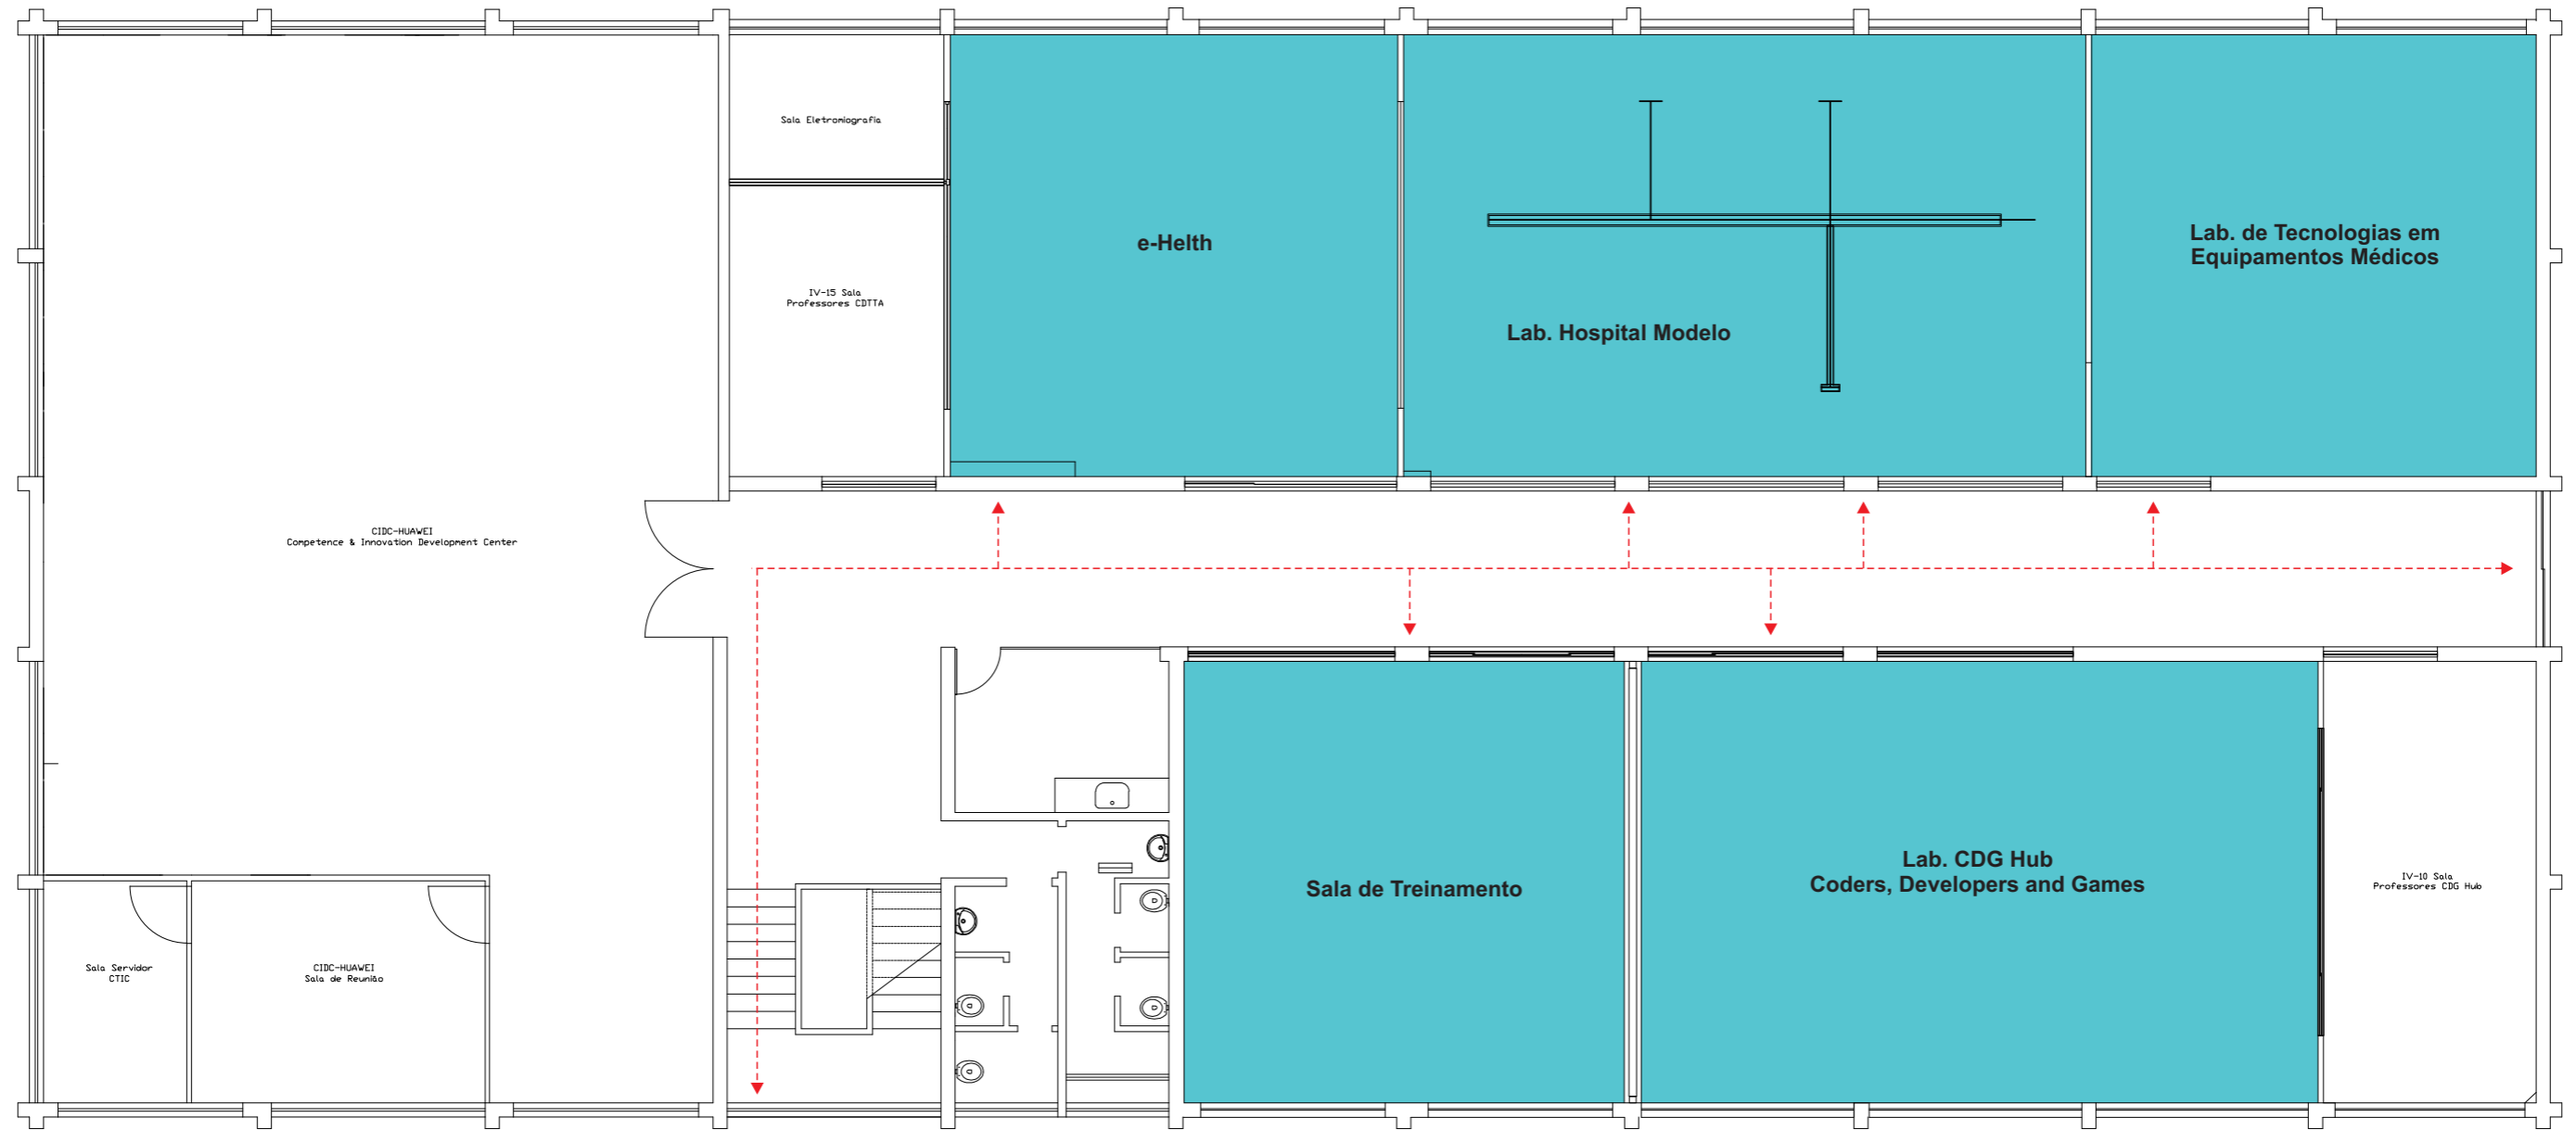 Sala Eletromiografia
e-Helth
Lab. de Tecnologias em
Equipamentos Médicos
IV-15 Sala
Professores CDTTA
Lab. Hospital Modelo
CIDC-HUAWEI
Competence & Innovation Development Center
Sala de Treinamento
Lab. CDG Hub
Coders, Developers and Games
IV-10 Sala
Professores CDG Hub
Sala Servidor
CTIC
CIDC-HUAWEI
Sala de Reunião